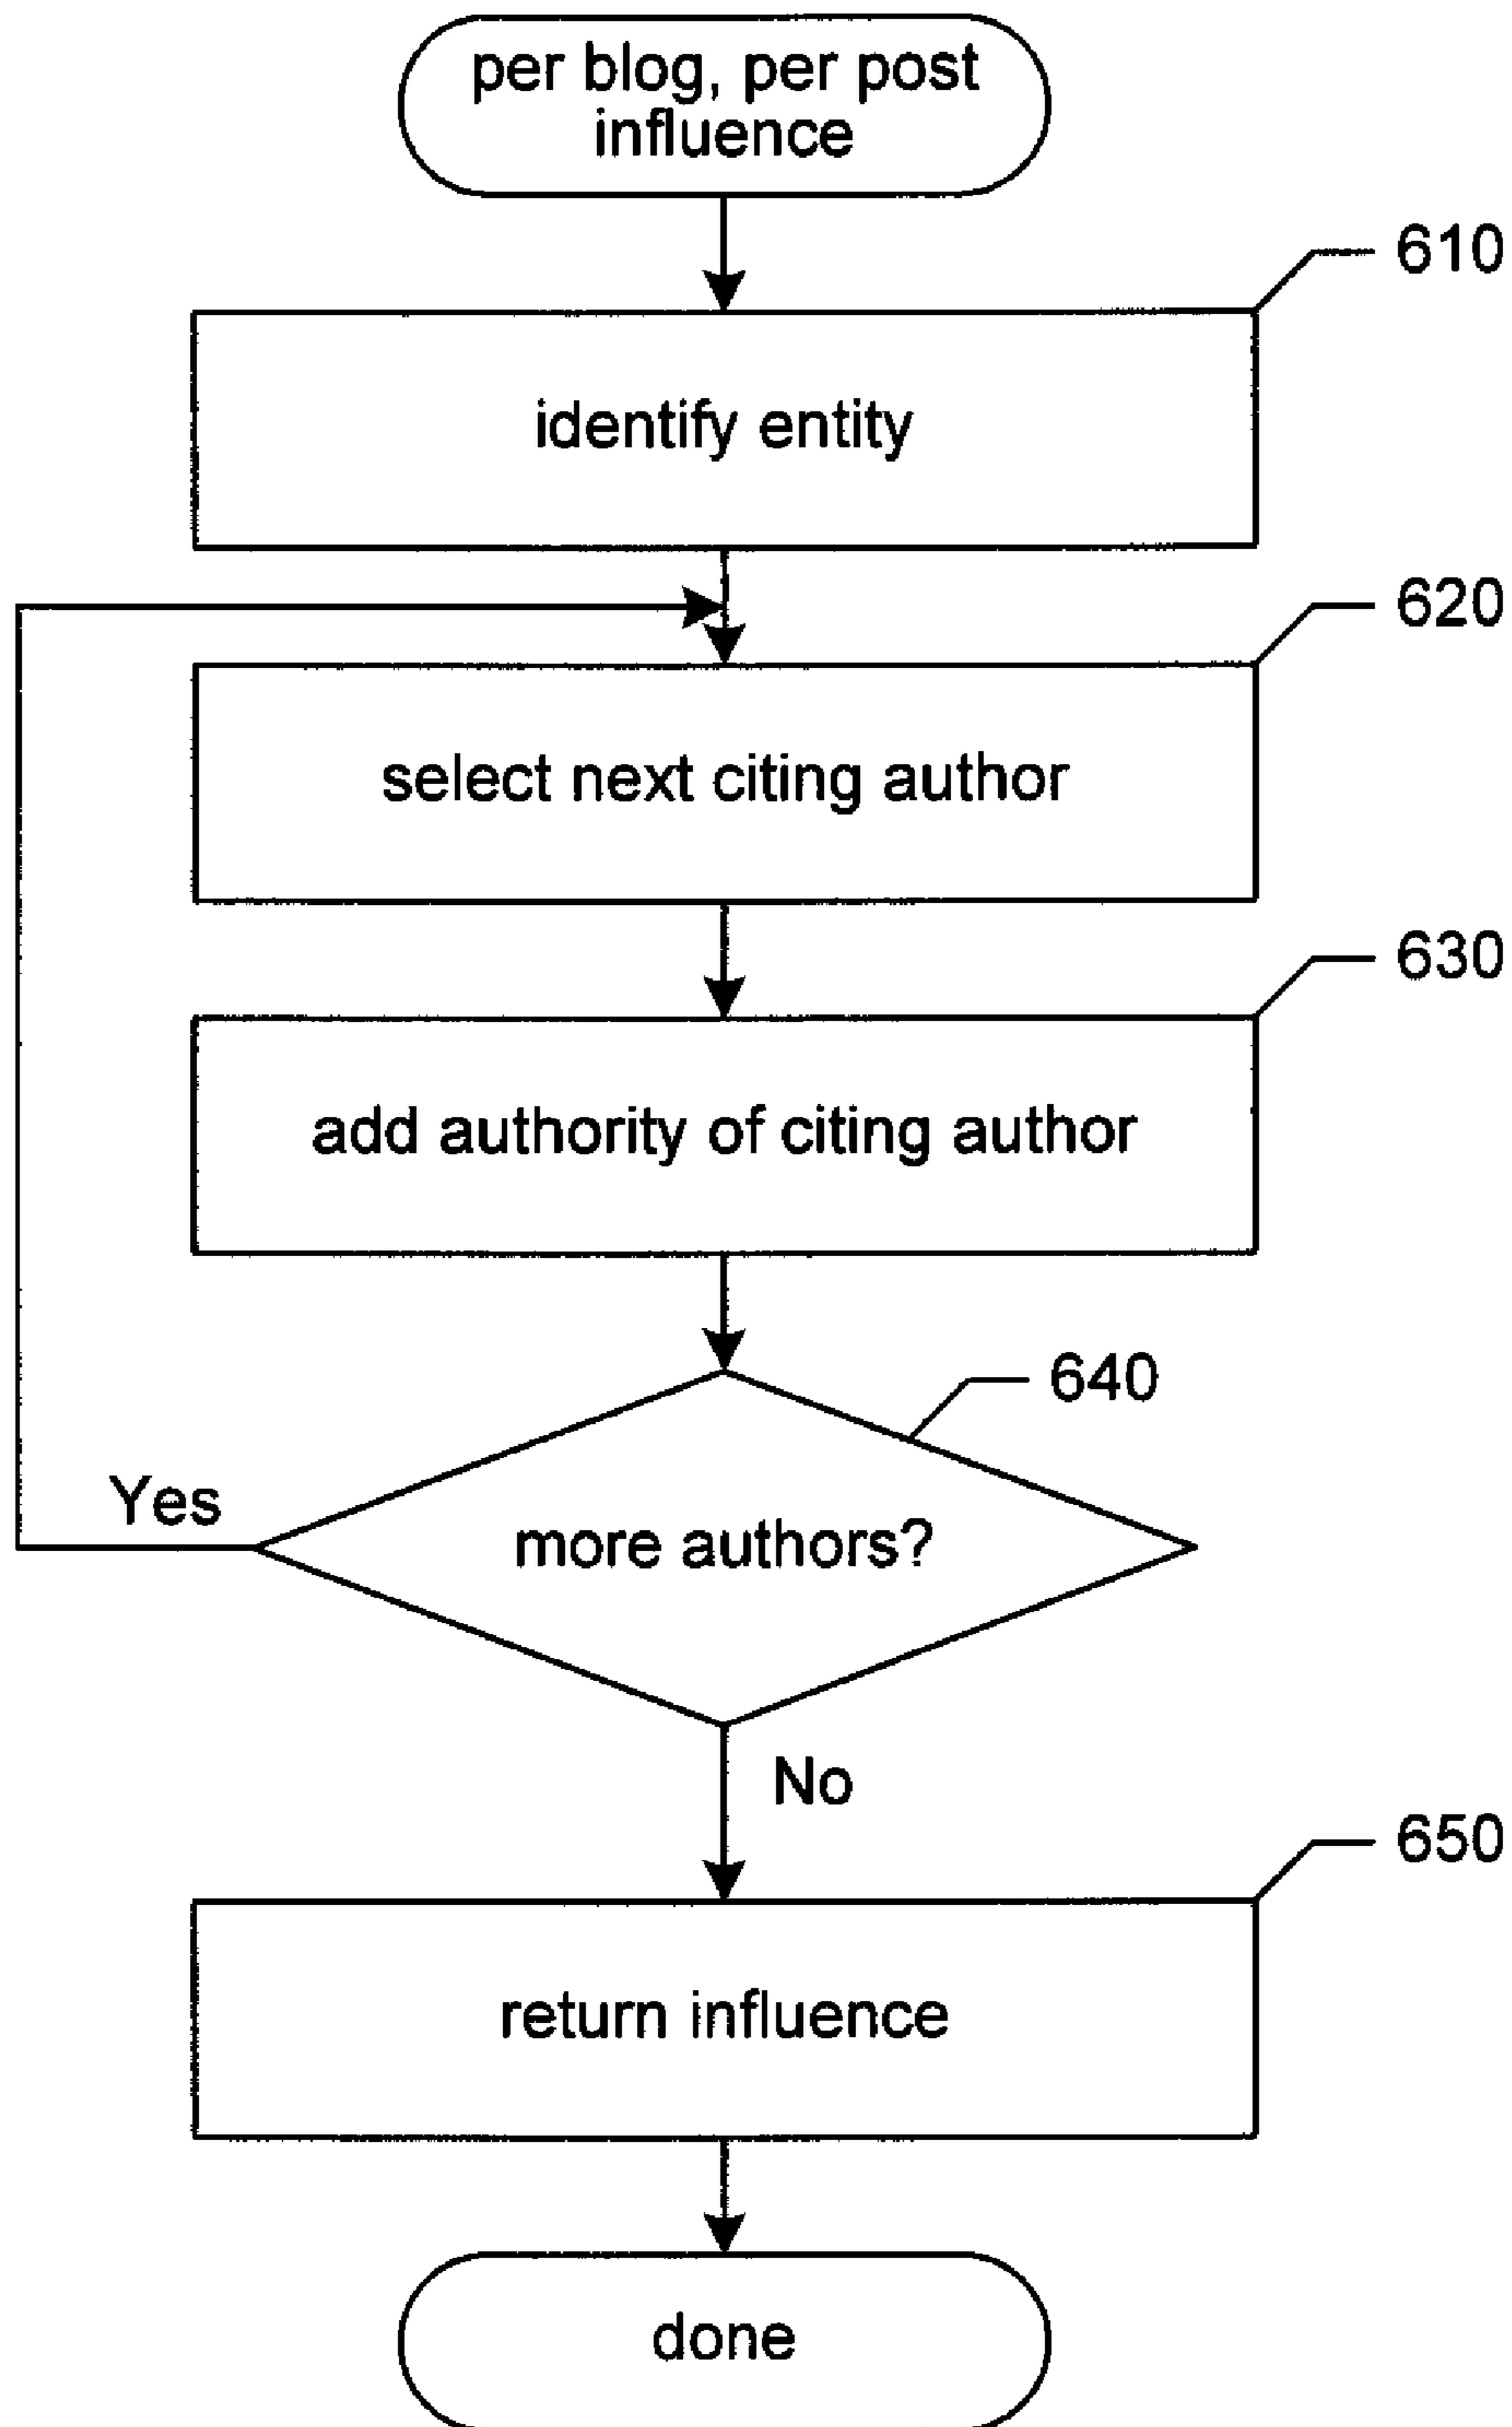 per blog, per post
influence
610
identify entity
620
select next citing author
630
add authority of citing author
640
Yes
more authors?
No
650
return influence
done